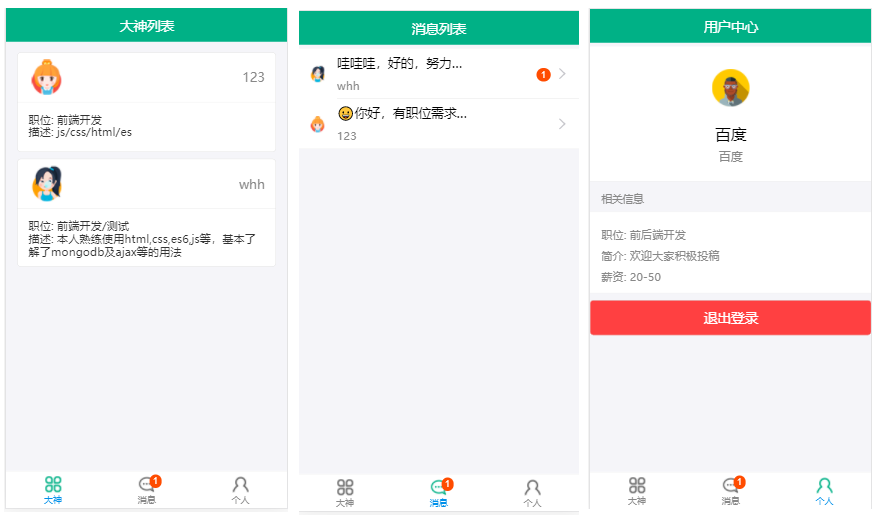 大神列表
123
职位: 前端开发
描述: js/css/html/es
whh
职位: 前端开发/测试
描述: 本人熟练使用html,css,es6,js等，基本了
解了mongodb及ajax等的用法
大神
1
消息
个人
消息列表
哇哇哇，好的，努力...
whh
1
😀你好，有职位需求...
123
大神
1
消息
个人
用户中心
百度
百度
相关信息
职位: 前后端开发
简介: 欢迎大家积极投稿
薪资: 20-50
退出登录
大神
1
消息
个人